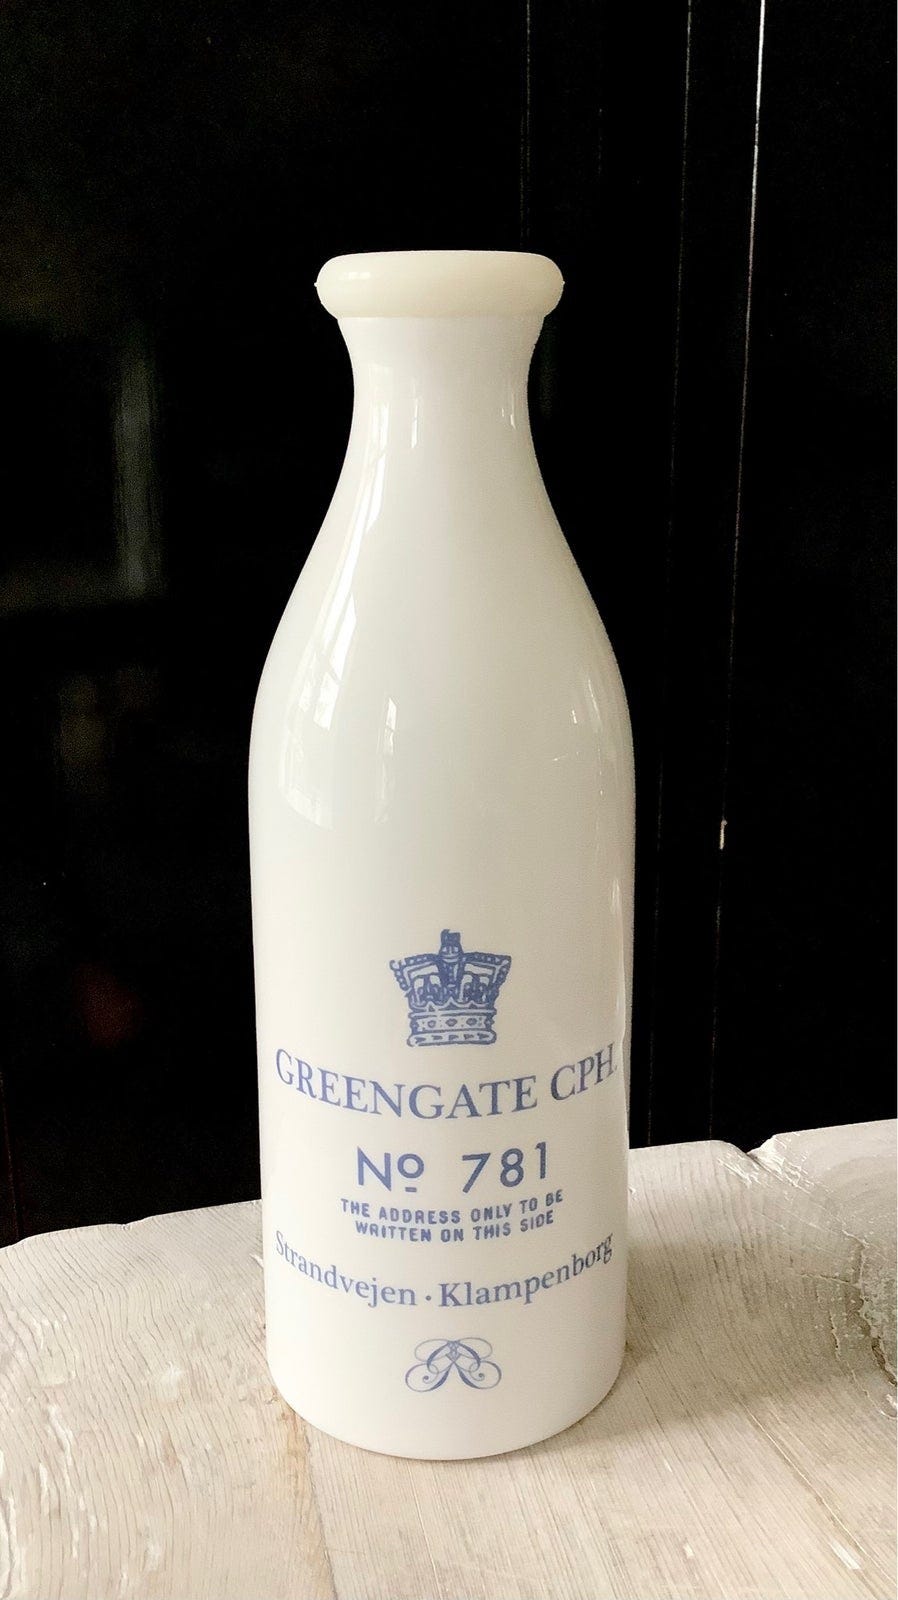 GREENGATE CPH.
No 781
THE ADDRESS ONLY TO BE
WRITTEN ON THIS SIDE
Strandvejen · Klampenborg